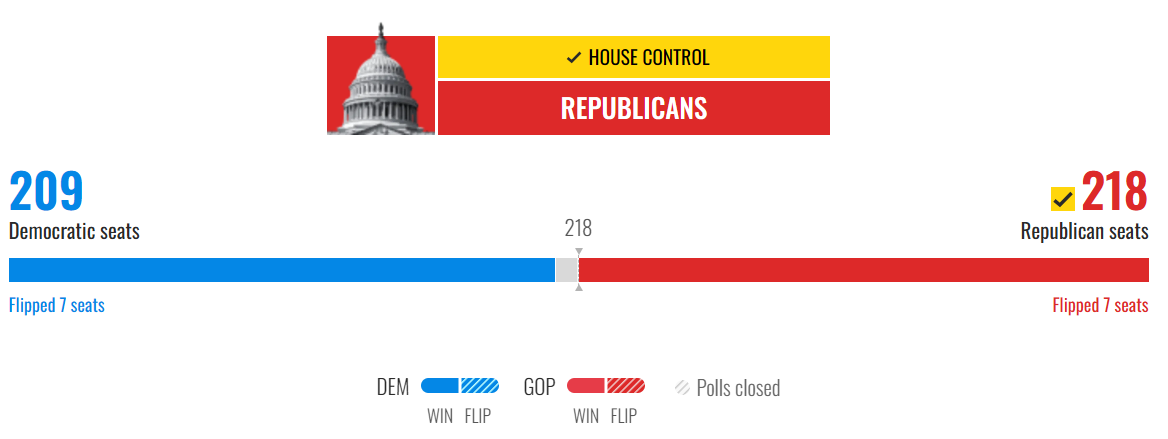 ✓ HOUSE CONTROL
REPUBLICANS
209
Democratic seats
218
✓ 218
Republican seats
Flipped 7 seats
Flipped 7 seats
DEM
WIN FLIP
GOP
WIN FLIP
Polls closed